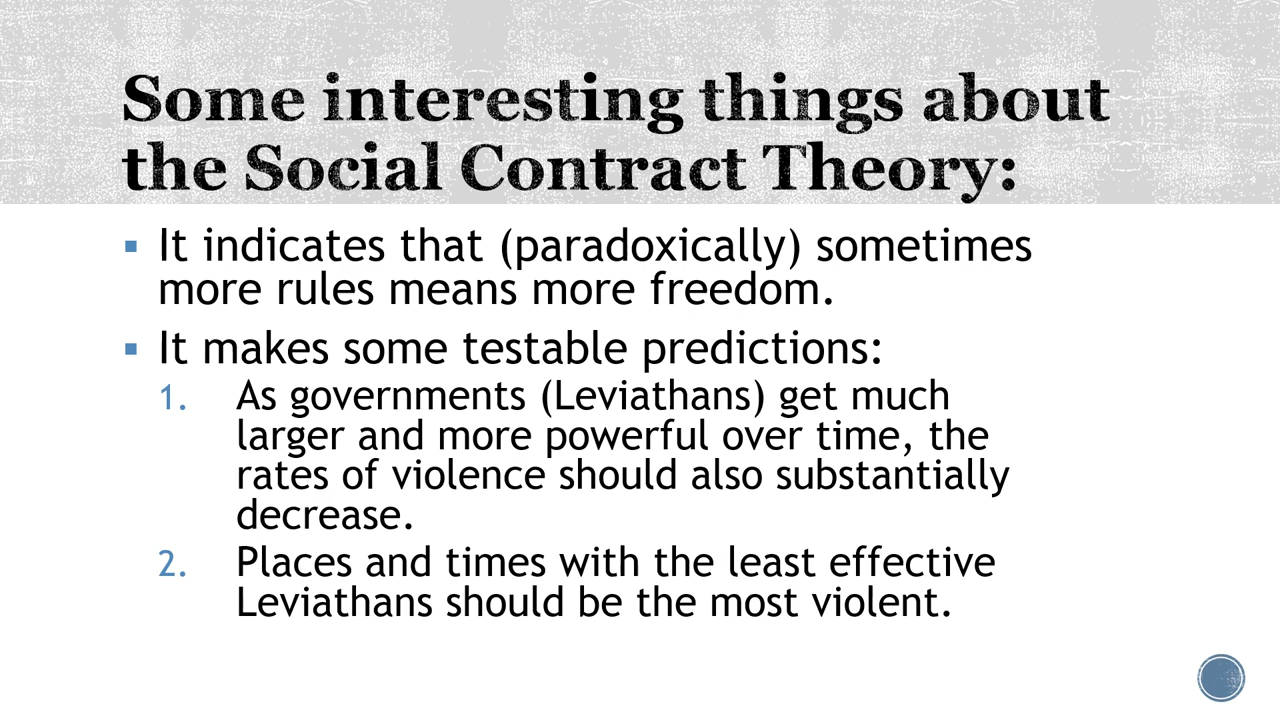 Some interesting things about
the Social Contract Theory:
▪ It indicates that (paradoxically) sometimes
more rules means more freedom.
▪ It makes some testable predictions:
1. As governments (Leviathans) get much
larger and more powerful over time, the
rates of violence should also substantially
decrease.
2. Places and times with the least effective
Leviathans should be the most violent.